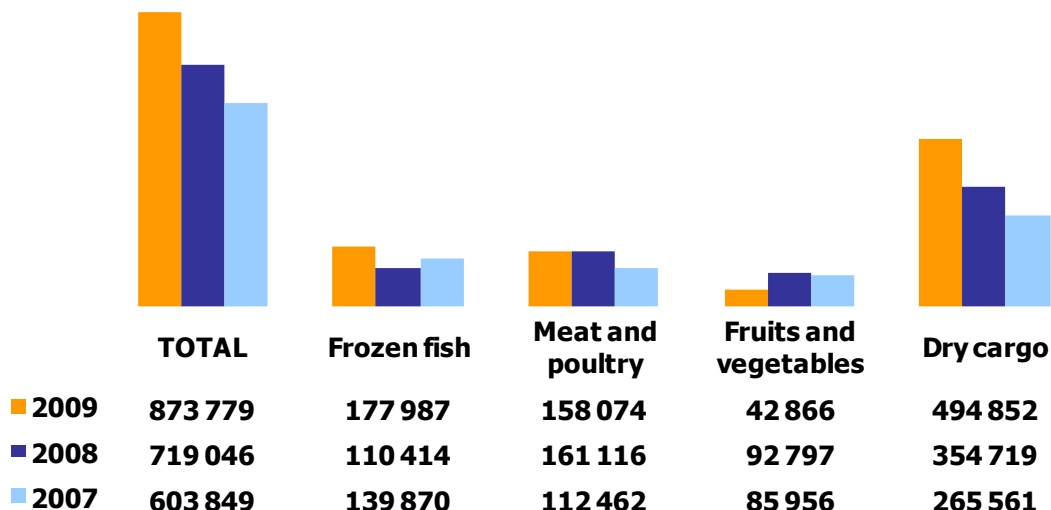 TOTAL Frozen fish Meat and poultry Fruits and vegetables Dry cargo
2009 873 779 177 987 158 074 42 866 494 852
2008 719 046 110 414 161 116 92 797 354 719
2007 603 849 139 870 112 462 85 956 265 561